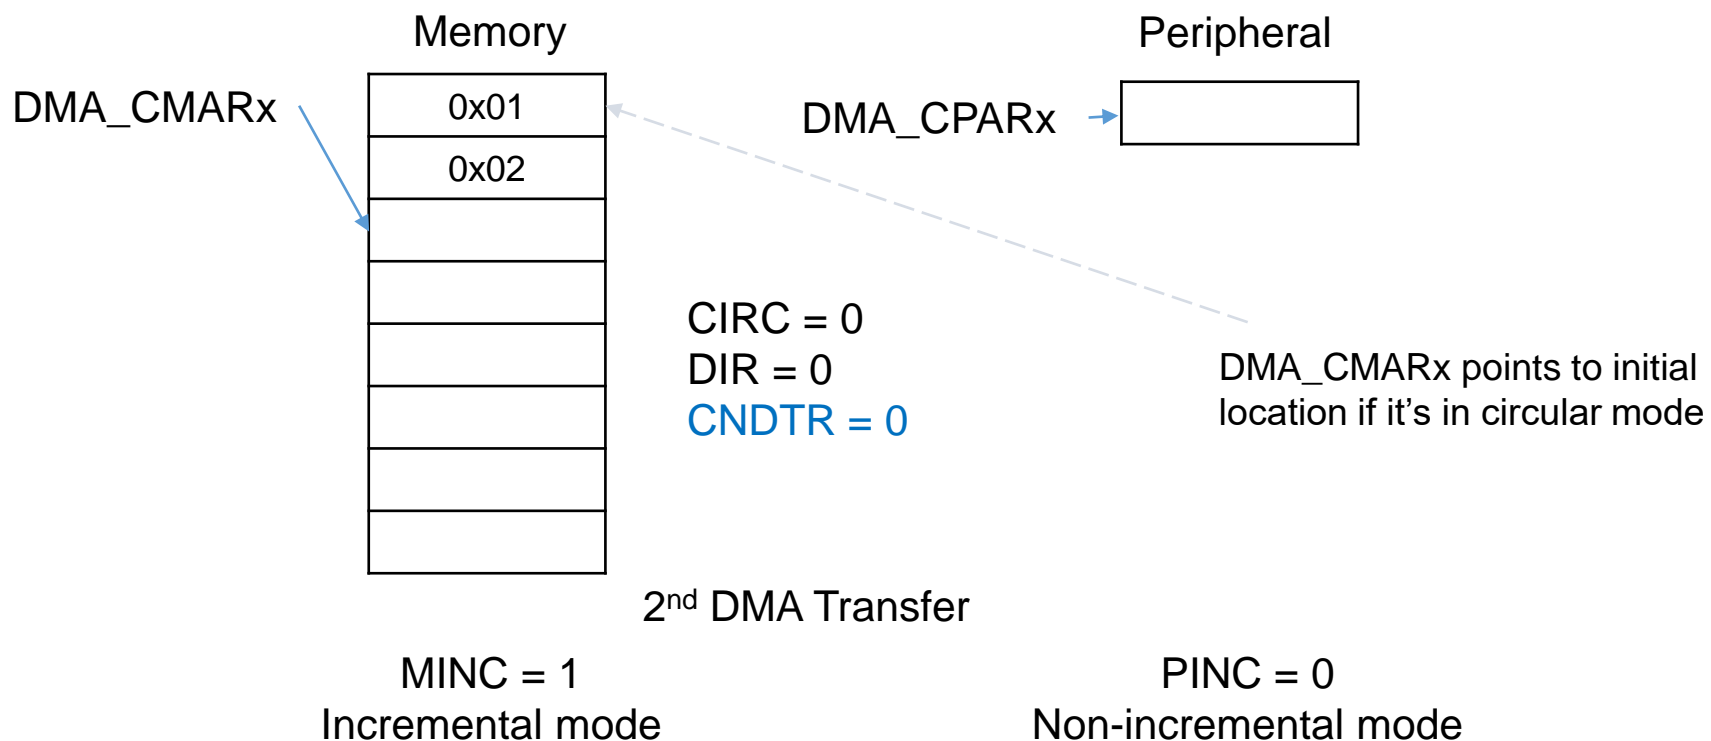 Memory
Peripheral
DMA_CMARx
0x01
DMA_CPARx
0x02
CIRC = 0
DIR = 0
CNDTR = 0
DMA_CMARx points to initial
location if it's in circular mode
2nd DMA Transfer
MINC = 1
Incremental mode
PINC = 0
Non-incremental mode